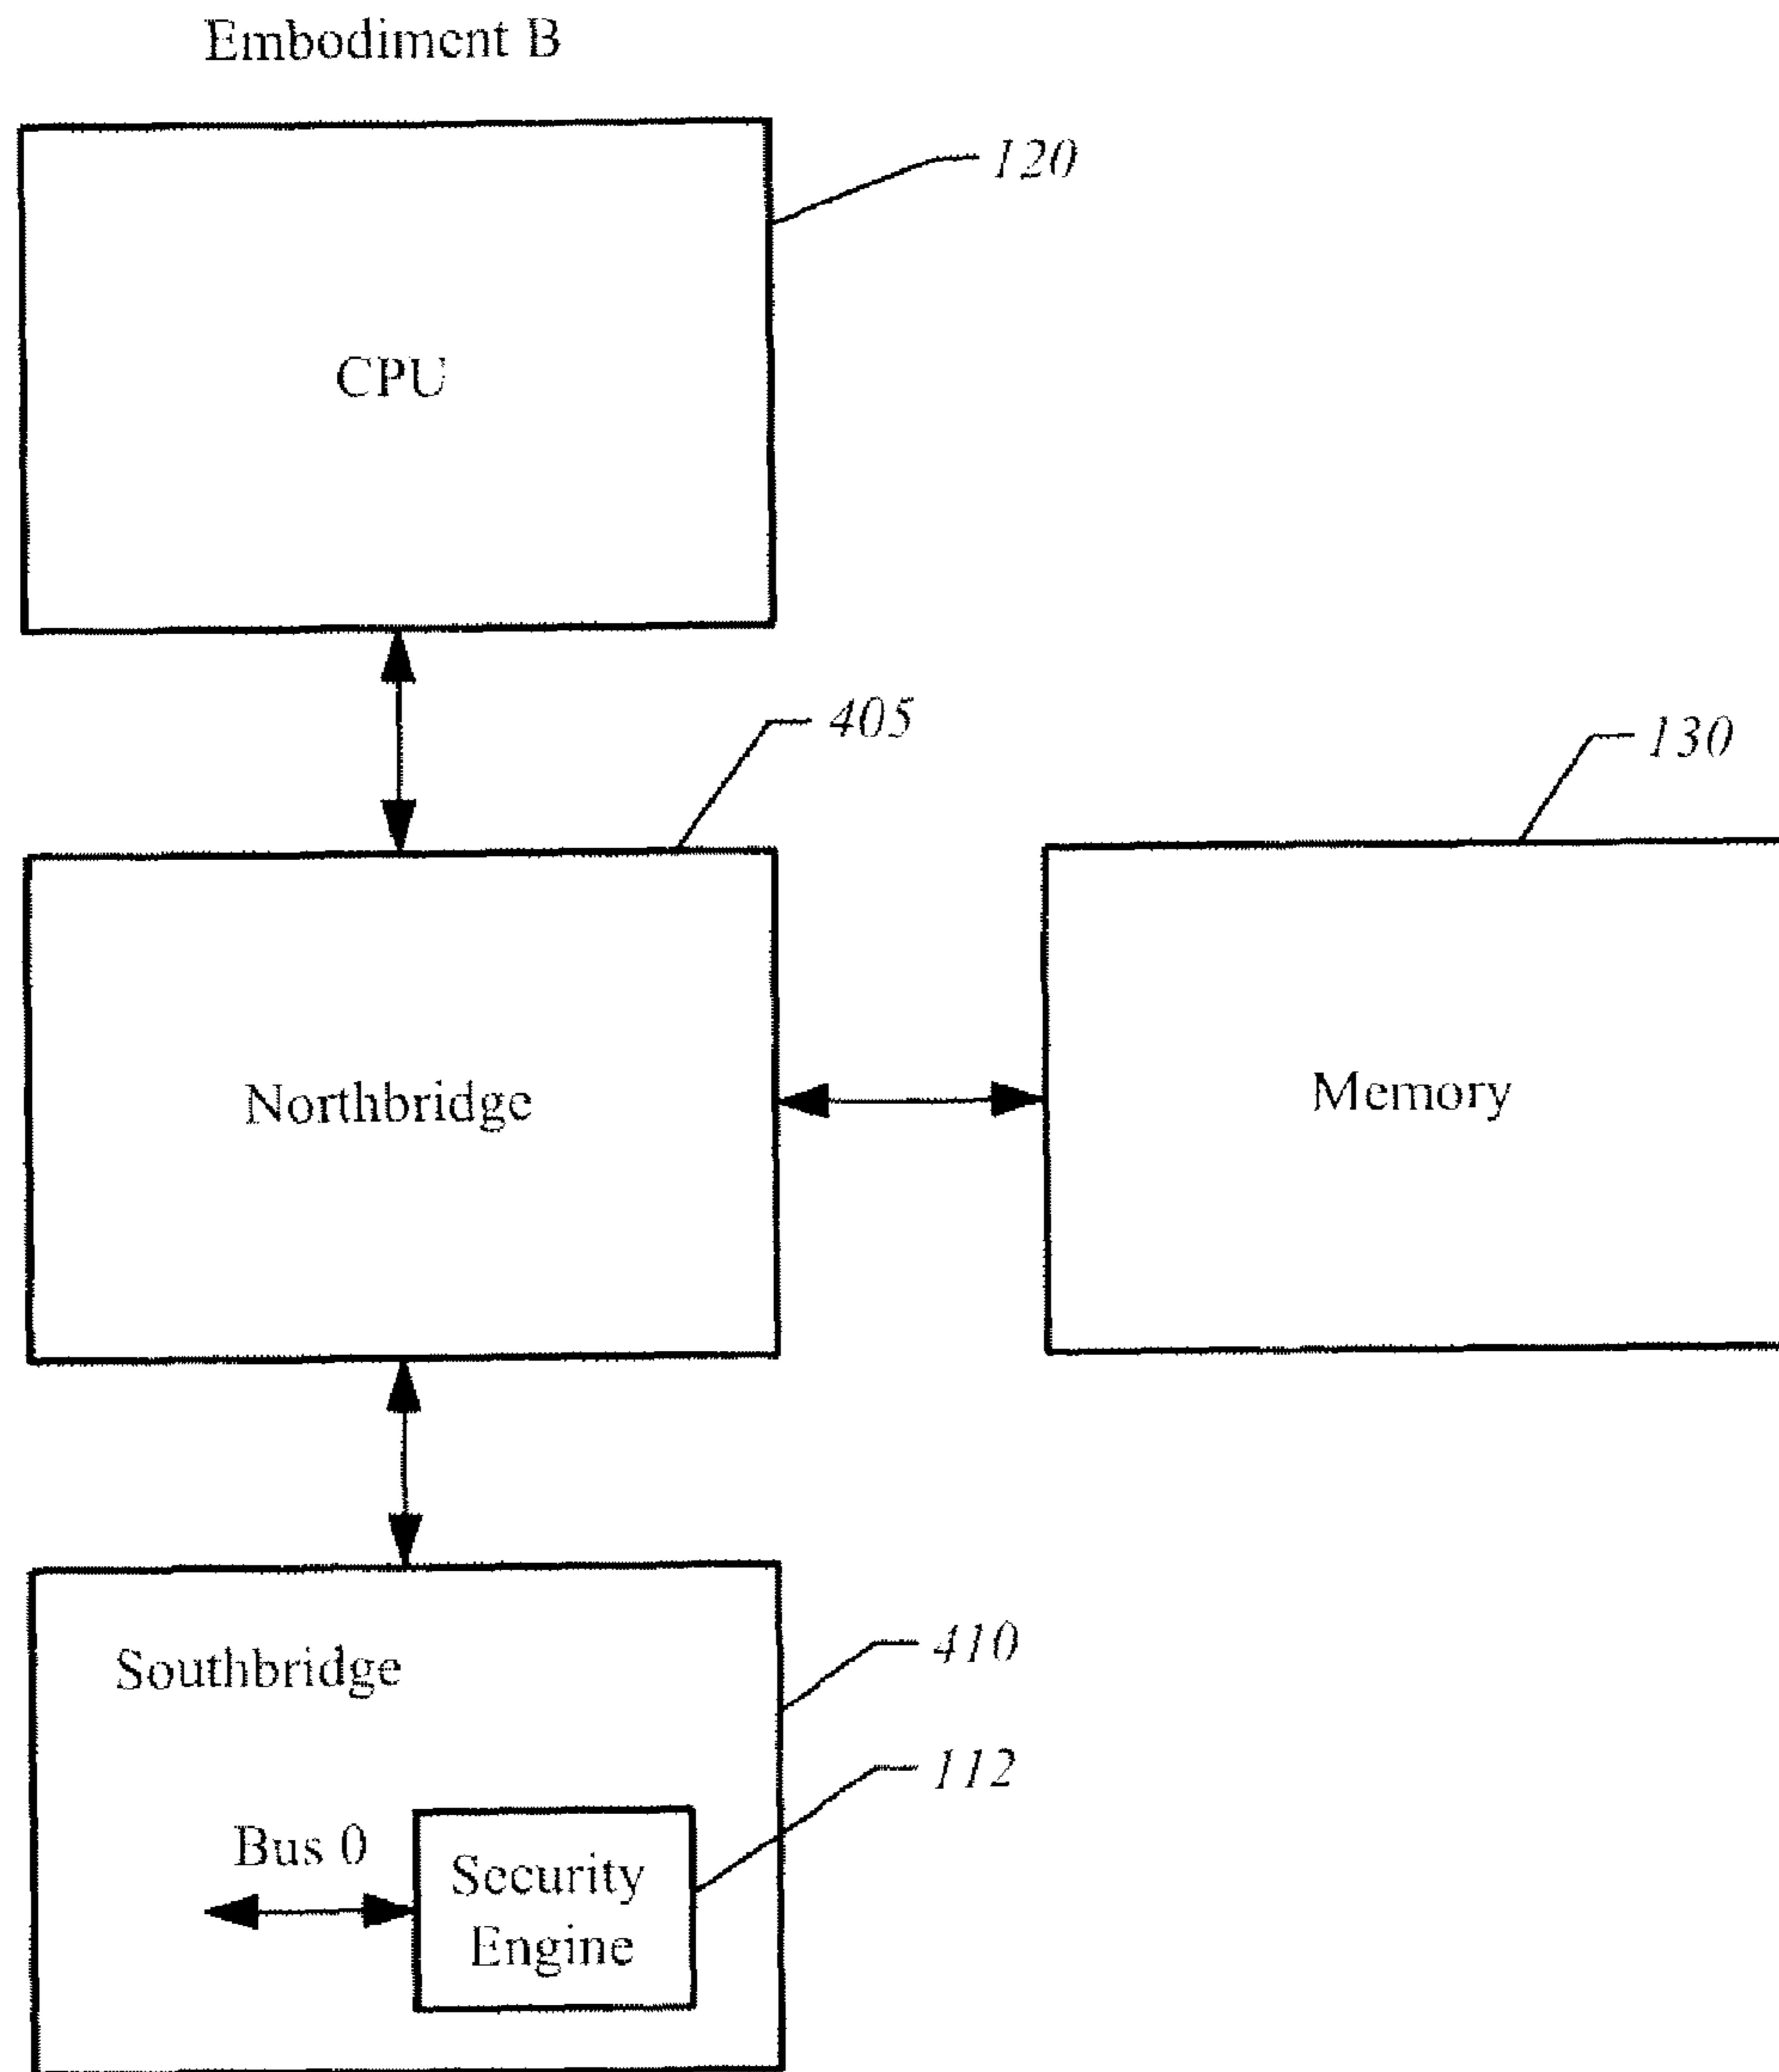 Embodiment B
120
CPU
405
130
Northbridge
Memory
Southbridge
410
112
Bus 0
Security
Engine